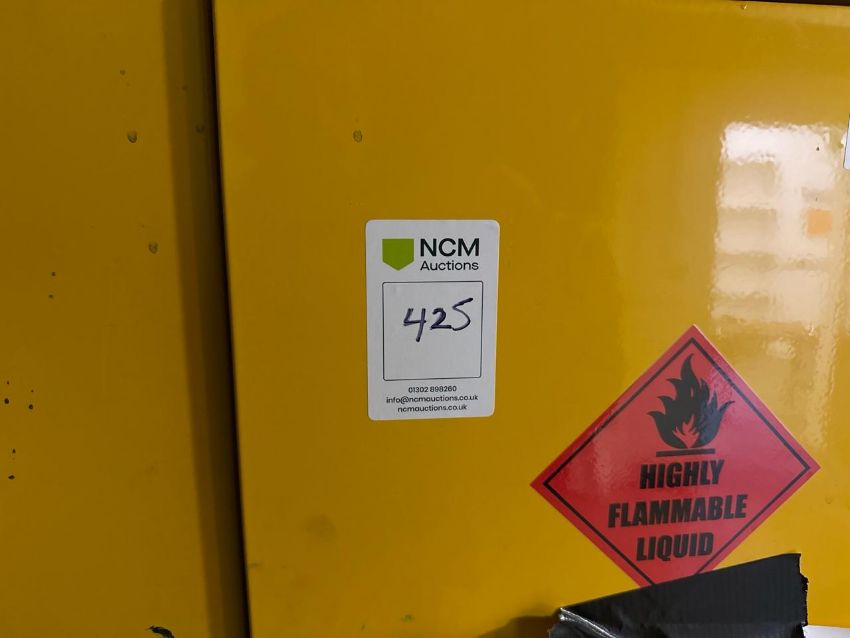 NCM
Auctions
425
01302 898260
info@ncmauctions.co.uk
ncmauctions.co.uk
HIGHLY
FLAMMABLE
LIQUID